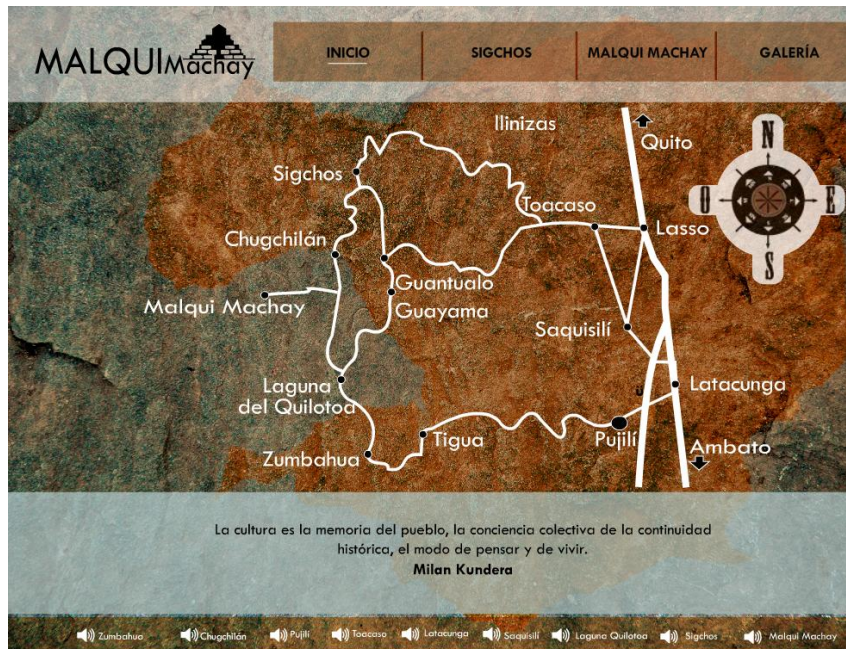 MALQUIMachay
INICIO
SIGCHOS
MALQUI MACHAY
GALERÍA
Ilinizas
Quito
N
Sigchos
Toacaso
O
E
Lasso
Chugchilán
S
Guantualo
Malqui Machay
Guayama
Saquisilí
Laguna
del Quilotoa
Latacunga
Zumbahua
Tigua
Pujilí
Ambato
La cultura es la memoria del pueblo, la conciencia colectiva de la continuidad
histórica, el modo de pensar y de vivir.
Milan Kundera
Zumbahua
Chugchilán
Pujilí
Toacaso
Latacunga
Saquisilí
Laguna Quilotoa
Sigchos
Malqui Machay